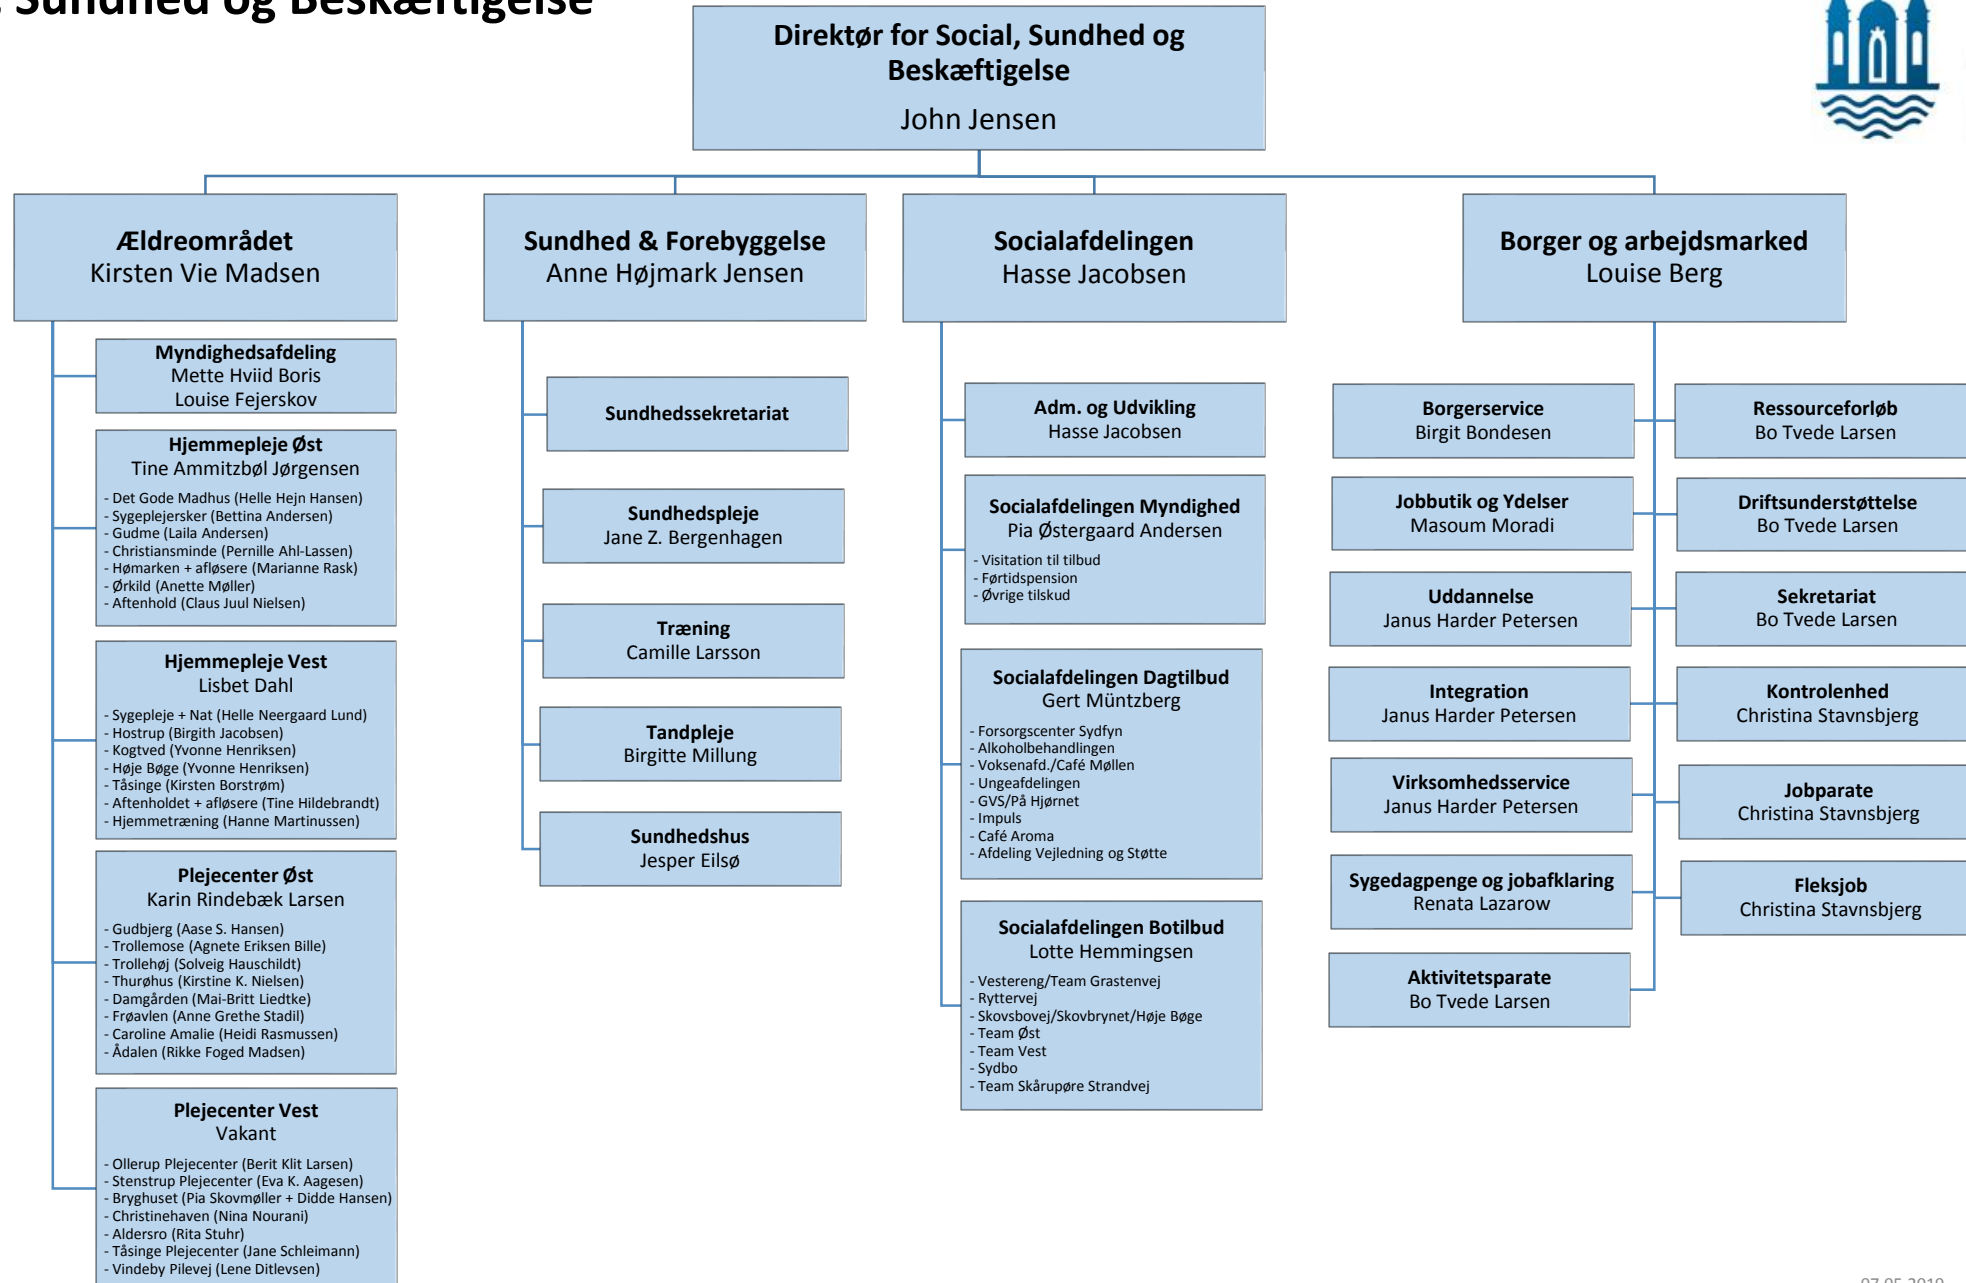 Sundhed og Beskæftigelse
Direktør for Social, Sundhed og
Beskæftigelse
John Jensen
Ældreområdet
Kirsten Vie Madsen
Myndighedsafdeling
Mette Hviid Boris
Louise Fejerskov
Hjemmepleje Øst
Tine Ammitzbøl Jørgensen
- Det Gode Madhus (Helle Hejn Hansen)
- Sygeplejersker (Bettina Andersen)
- Gudme (Laila Andersen)
- Christiansminde (Pernille Ahl-Lassen)
- Hømarken + afløsere (Marianne Rask)
- Ørkild (Anette Møller)
- Aftenhold (Claus Juul Nielsen)
Hjemmepleje Vest
Lisbet Dahl
- Sygepleje + Nat (Helle Neergaard Lund)
- Hostrup (Birgith Jacobsen)
- Kogtved (Yvonne Henriksen)
- Høje Bøge (Yvonne Henriksen)
- Tåsinge (Kirsten Borstrøm)
- Aftenholdet + afløsere (Tine Hildebrandt)
- Hjemmetræning (Hanne Martinussen)
Plejecenter Øst
Karin Rindebæk Larsen
- Gudbjerg (Aase S. Hansen)
- Trollemose (Agnete Eriksen Bille)
- Trollehøj (Solveig Hauschildt)
- Thurøhus (Kirstine K. Nielsen)
- Damgården (Mai-Britt Liedtke)
- Frøavlen (Anne Grethe Stadil)
- Caroline Amalie (Heidi Rasmussen)
- Ådalen (Rikke Foged Madsen)
Plejecenter Vest
Vakant
- Ollerup Plejecenter (Berit Klit Larsen)
- Stenstrup Plejecenter (Eva K. Aagesen)
- Bryghuset (Pia Skovmøller + Didde Hansen)
- Christinehaven (Nina Nourani)
- Aldersro (Rita Stuhr)
- Tåsinge Plejecenter (Jane Schleimann)
- Vindeby Pilevej (Lene Ditlevsen)
Sundhed & Forebyggelse
Anne Højmark Jensen
Sundhedssekretariat
Sundhedspleje
Jane Z. Bergenhagen
Træning
Camille Larsson
Tandpleje
Birgitte Millung
Sundhedshus
Jesper Eilsø
Socialafdelingen
Hasse Jacobsen
Adm. og Udvikling
Hasse Jacobsen
Socialafdelingen Myndighed
Pia Østergaard Andersen
- Visitation til tilbud
- Førtidspension
- Øvrige tilskud
Socialafdelingen Dagtilbud
Gert Müntzberg
- Forsorgscenter Sydfyn
- Alkoholbehandlingen
- Voksenafd./Café Møllen
- Ungeafdelingen
- GVS/På Hjørnet
- Impuls
- Café Aroma
- Afdeling Vejledning og Støtte
Socialafdelingen Botilbud
Lotte Hemmingsen
- Vestereng/Team Grastenvej
- Ryttervej
- Skovsbovej/Skovbrynet/Høje Bøge
- Team Øst
- Team Vest
- Sydbo
- Team Skårupøre Strandvej
Borger og arbejdsmarked
Louise Berg
Borgerservice
Birgit Bondesen
Jobbutik og Ydelser
Masoum Moradi
Uddannelse
Janus Harder Petersen
Integration
Janus Harder Petersen
Virksomhedsservice
Janus Harder Petersen
Sygedagpenge og jobafklaring
Renata Lazarow
Aktivitetsparate
Bo Tvede Larsen
Ressourceforløb
Bo Tvede Larsen
Driftsunderstøttelse
Bo Tvede Larsen
Sekretariat
Bo Tvede Larsen
Kontrolenhed
Christina Stavnsbjerg
Jobparate
Christina Stavnsbjerg
Fleksjob
Christina Stavnsbjerg